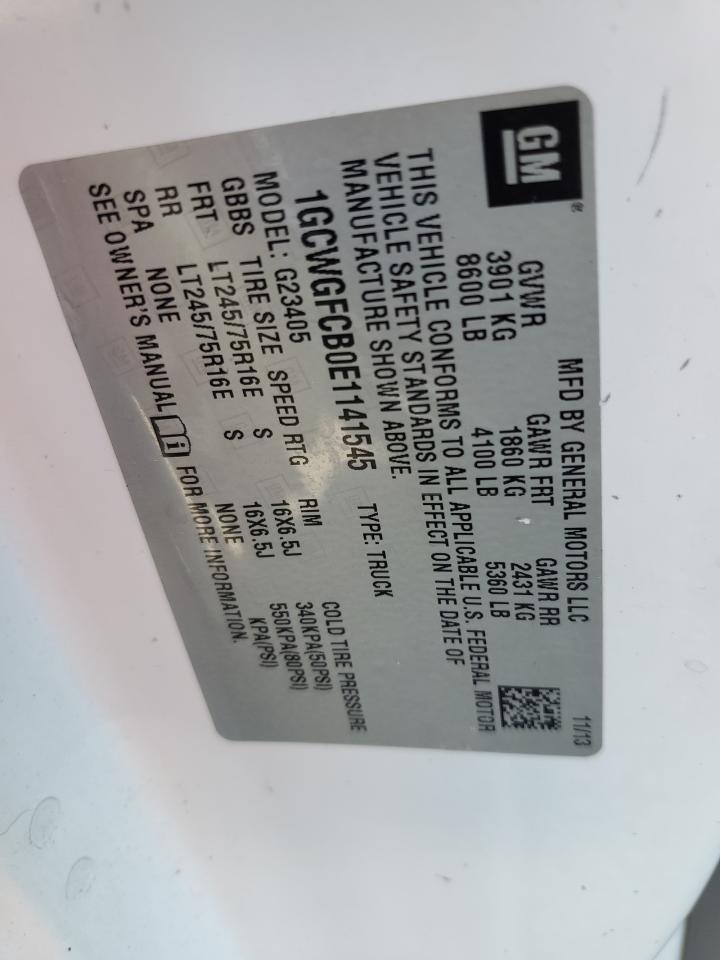 GM ®
MFD BY GENERAL MOTORS LLC 11/13
GVWR GAWR FRT GAWR RR
3901 KG 1860 KG 2431 KG
8600 LB 4100 LB 5360 LB
THIS VEHICLE CONFORMS TO ALL APPLICABLE U.S. FEDERAL MOTOR
VEHICLE SAFETY STANDARDS IN EFFECT ON THE DATE OF
MANUFACTURE SHOWN ABOVE.
1GCWGFCB0E1141545 TYPE: TRUCK
MODEL: G23405
GBBS TIRE SIZE SPEED RTG RIM COLD TIRE PRESSURE
FRT LT245/75R16E S 16X6.5J 340KPA(50PSI)
RR LT245/75R16E S 16X6.5J 550KPA(80PSI)
SPA NONE NONE KPA(PSI)
SEE OWNER'S MANUAL i FOR MORE INFORMATION.